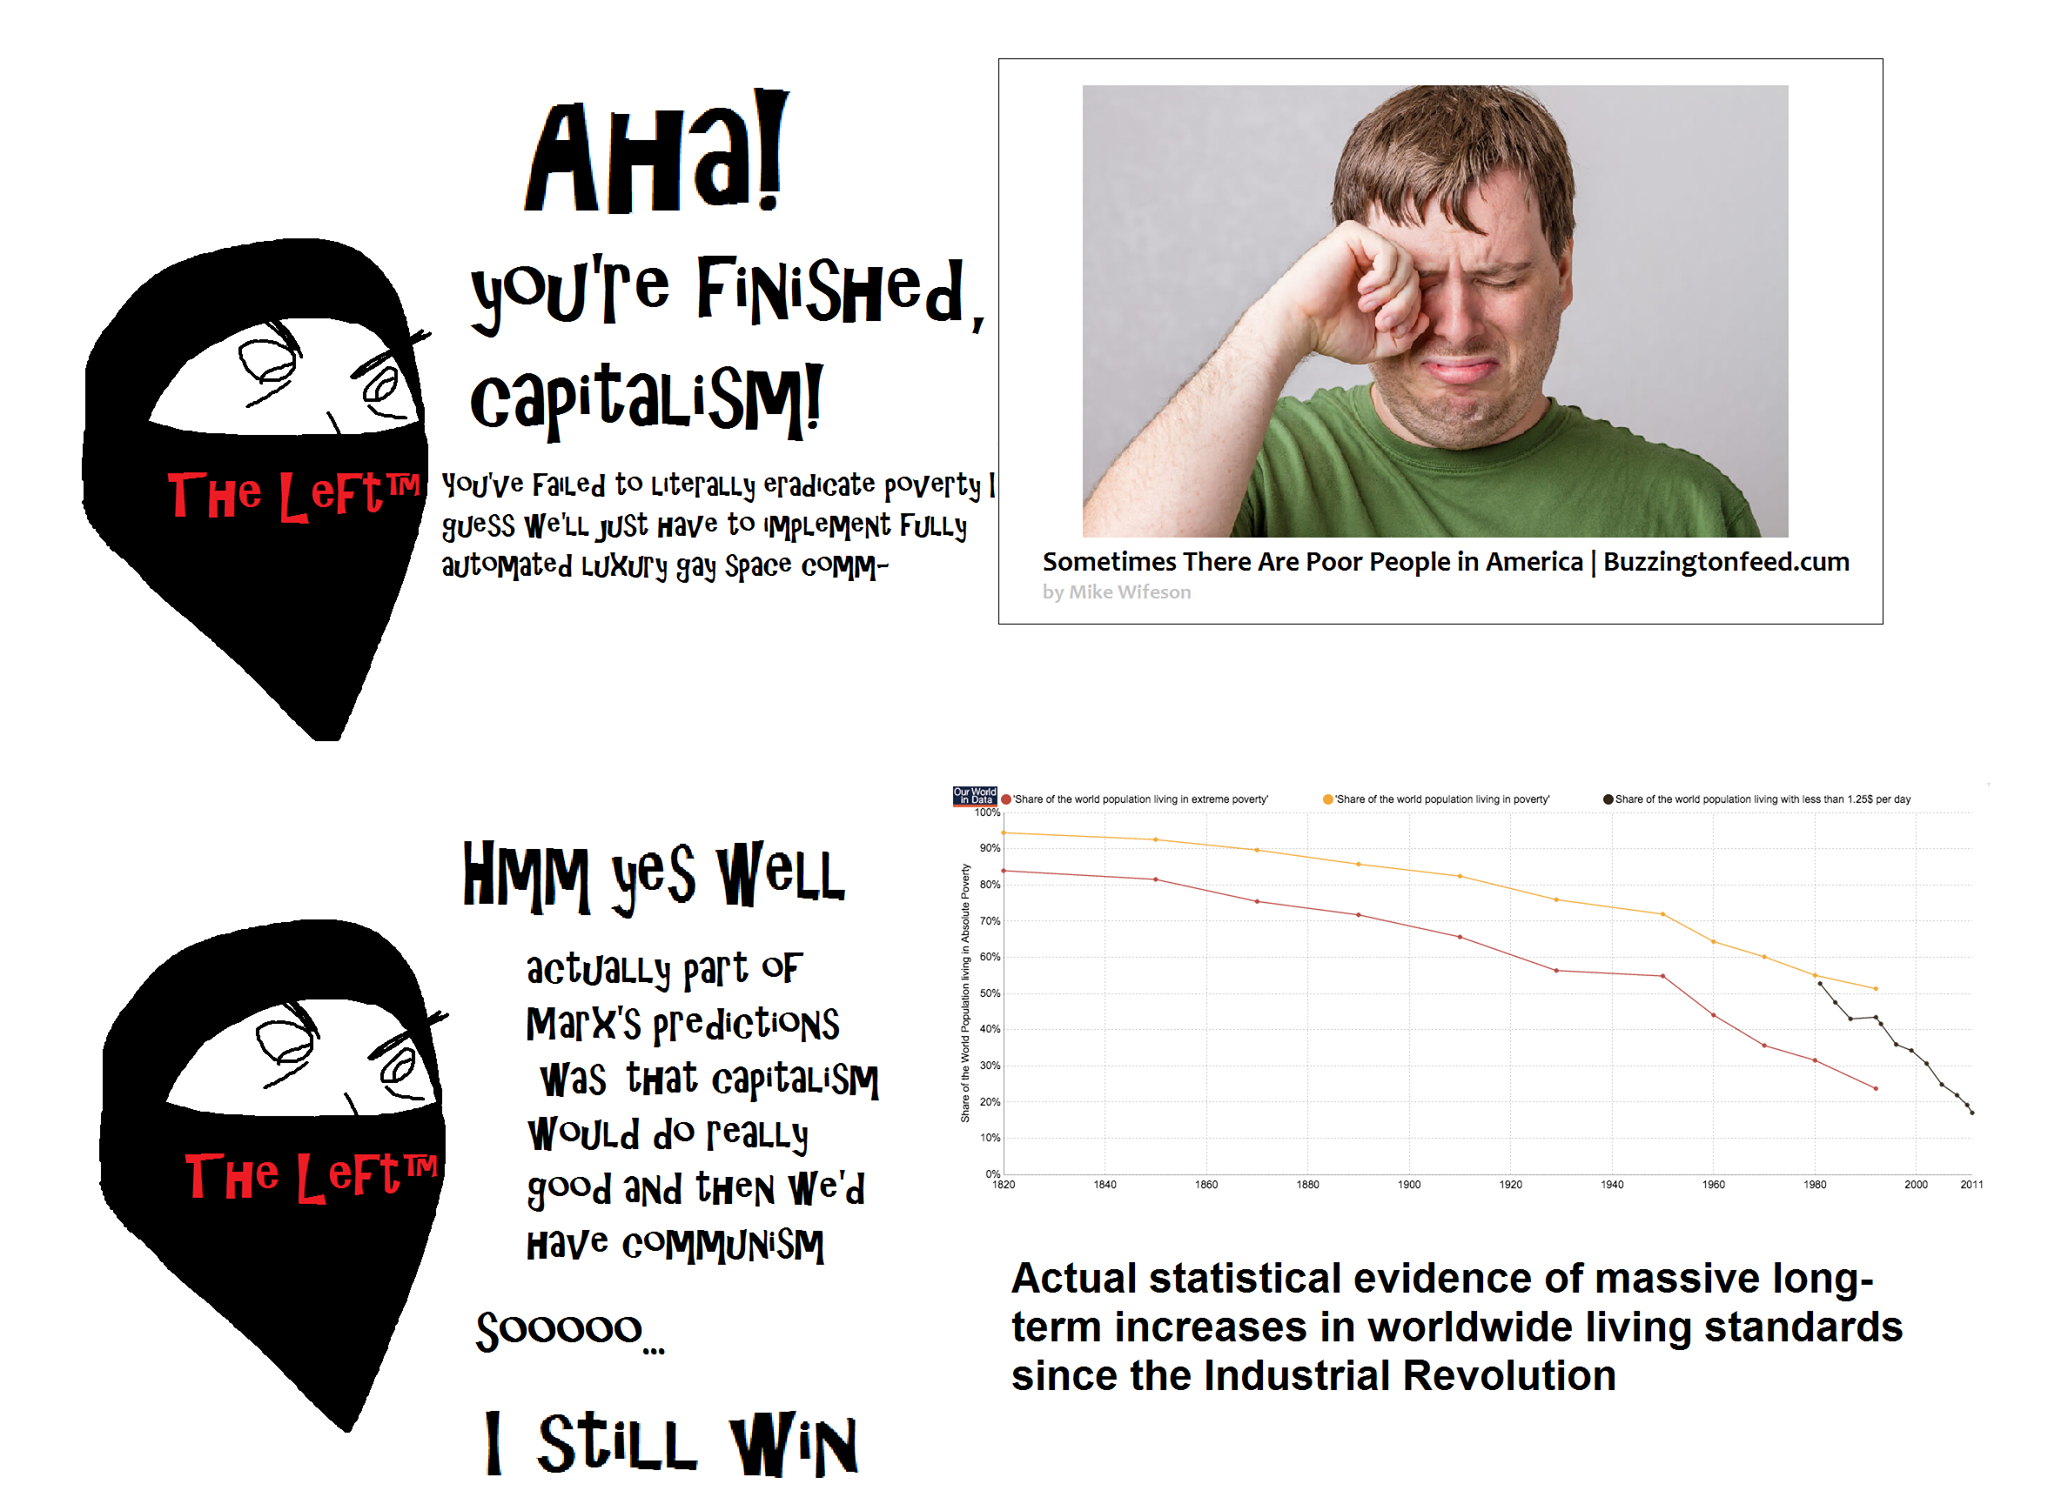 AHa!
you're FiNiSHed,
capitaLiSM!
The LeFt™
you've FaiLed to LiteraLLy eradicate poverty I
gueSS We'LL juSt Have to iMpLeMeNt FuLLy
autoMated LuXury gay Space coMM-
Sometimes There Are Poor People in America | Buzzingtonfeed.cum
by Mike Wifeson
HMM yeS WeLL
actuaLLy part oF
MarX'S predictioNS
WaS tHat capitaLiSM
WouLd do reaLLy
good aNd tHeN We'd
Have coMMuNiSM
The LeFt™
Sooooo...
I StiLL WiN
Our World
in Data
'Share of the world population living in extreme poverty'
'Share of the world population living in poverty'
Share of the world population living with less than 1.25$ per day
Share of the World Population living in Absolute Poverty
100%
90%
80%
70%
60%
50%
40%
30%
20%
10%
0%
1820 1840 1860 1880 1900 1920 1940 1960 1980 2000 2011
Actual statistical evidence of massive long-
term increases in worldwide living standards
since the Industrial Revolution